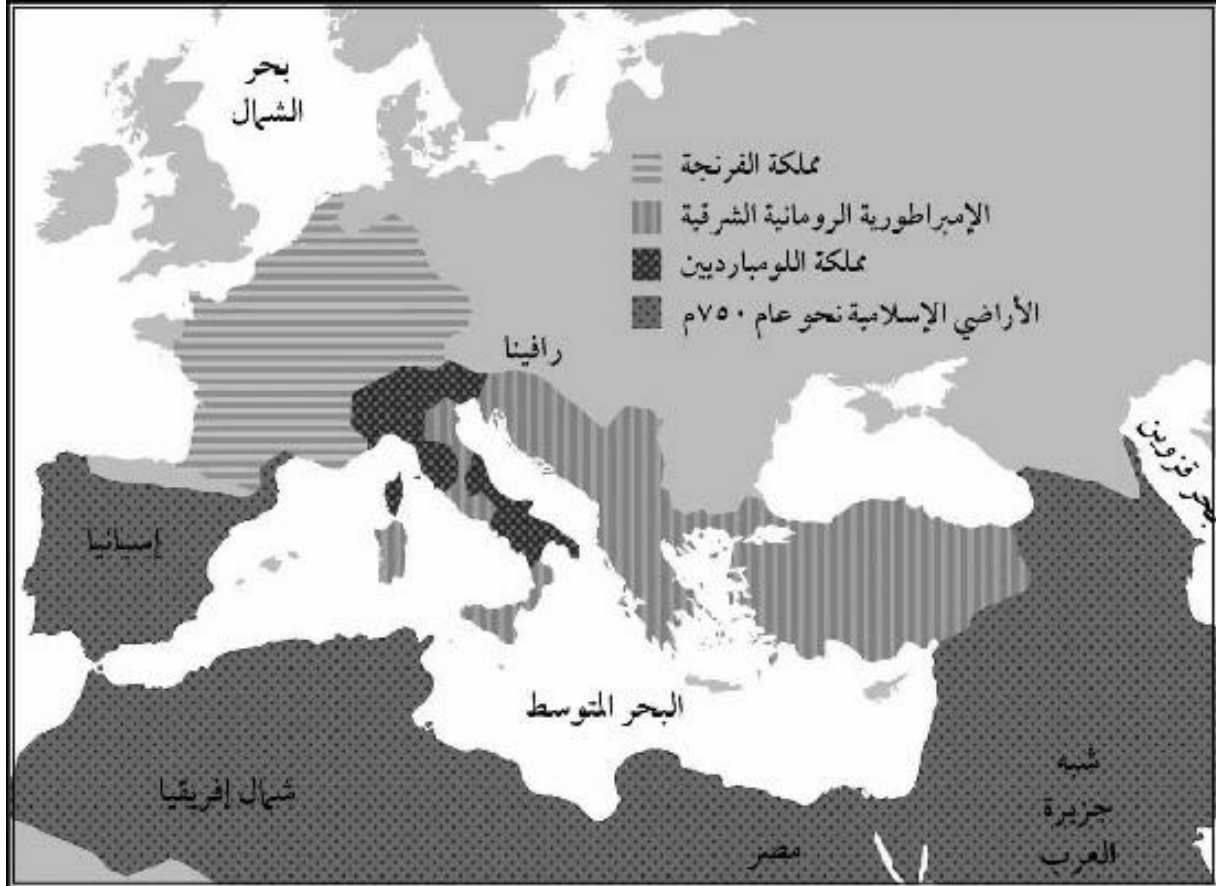 بحر
الشمال
مملكة الفرنجة
الإمبراطورية الرومانية الشرقية
مملكة اللومبارديين
الأراضي الإسلامية نحو عام ٧٥٠م
رافينا
بحر قزوين
إسبانيا
البحر المتوسط
شمال إفريقيا
مصر
شبه
جزيرة
العرب